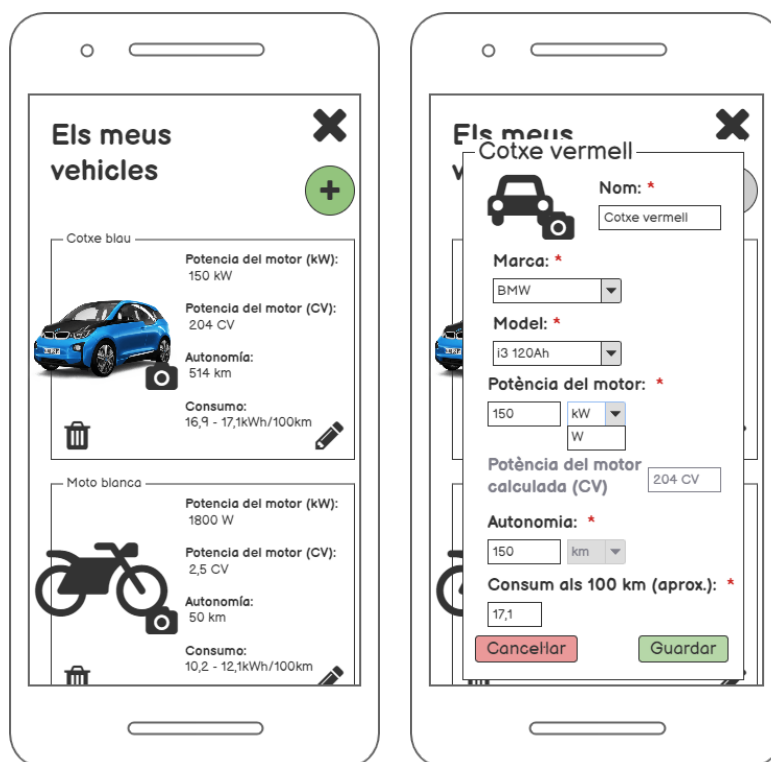 Els meus
vehicles
+
Cotxe blau
Potencia del motor (kW):
150 kW
Potencia del motor (CV):
204 CV
Autonomía:
514 km
Consumo:
16,9 - 17,1kWh/100km
Moto blanca
Potencia del motor (kW):
1800 W
Potencia del motor (CV):
2,5 CV
Autonomía:
50 km
Consumo:
10,2 - 12,1kWh/100km
Els meus
Cotxe vermell
Nom: *
Cotxe vermell
Marca: *
BMW
Model: *
i3 120Ah
Potència del motor: *
150
kW
W
Potència del motor
calculada (CV)
204 CV
Autonomia: *
150
km
Consum als 100 km (aprox.): *
17,1
Cancel·lar
Guardar